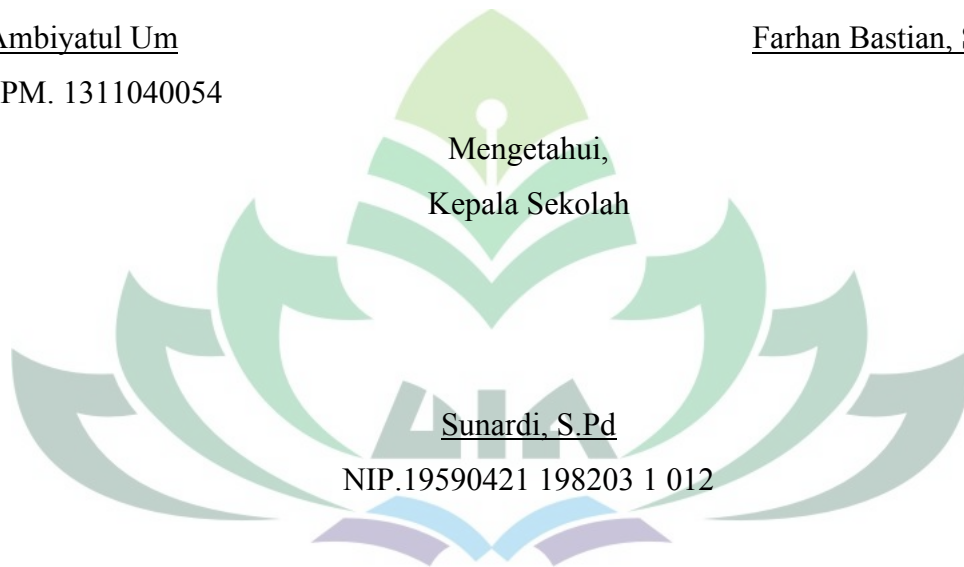 Ambiyatul Um Farhan Bastian, S
PM. 1311040054
Mengetahui,
Kepala Sekolah
Sunardi, S.Pd
NIP.19590421 198203 1 012